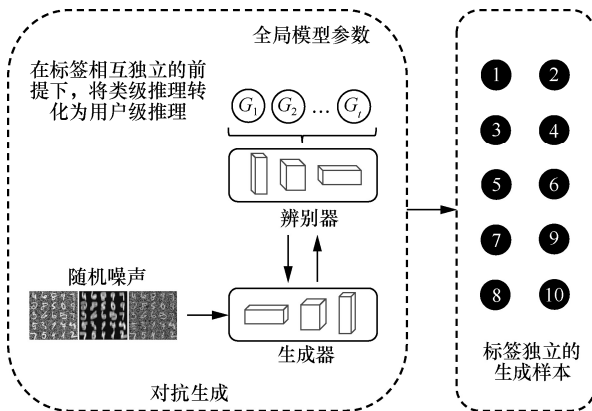 全局模型参数
在标签相互独立的前
提下，将类级推理转
化为用户级推理
G1 G2 … Gt
辨别器
随机噪声
生成器
对抗生成
1 2
3 4
5 6
7 9
8 10
标签独立的
生成样本